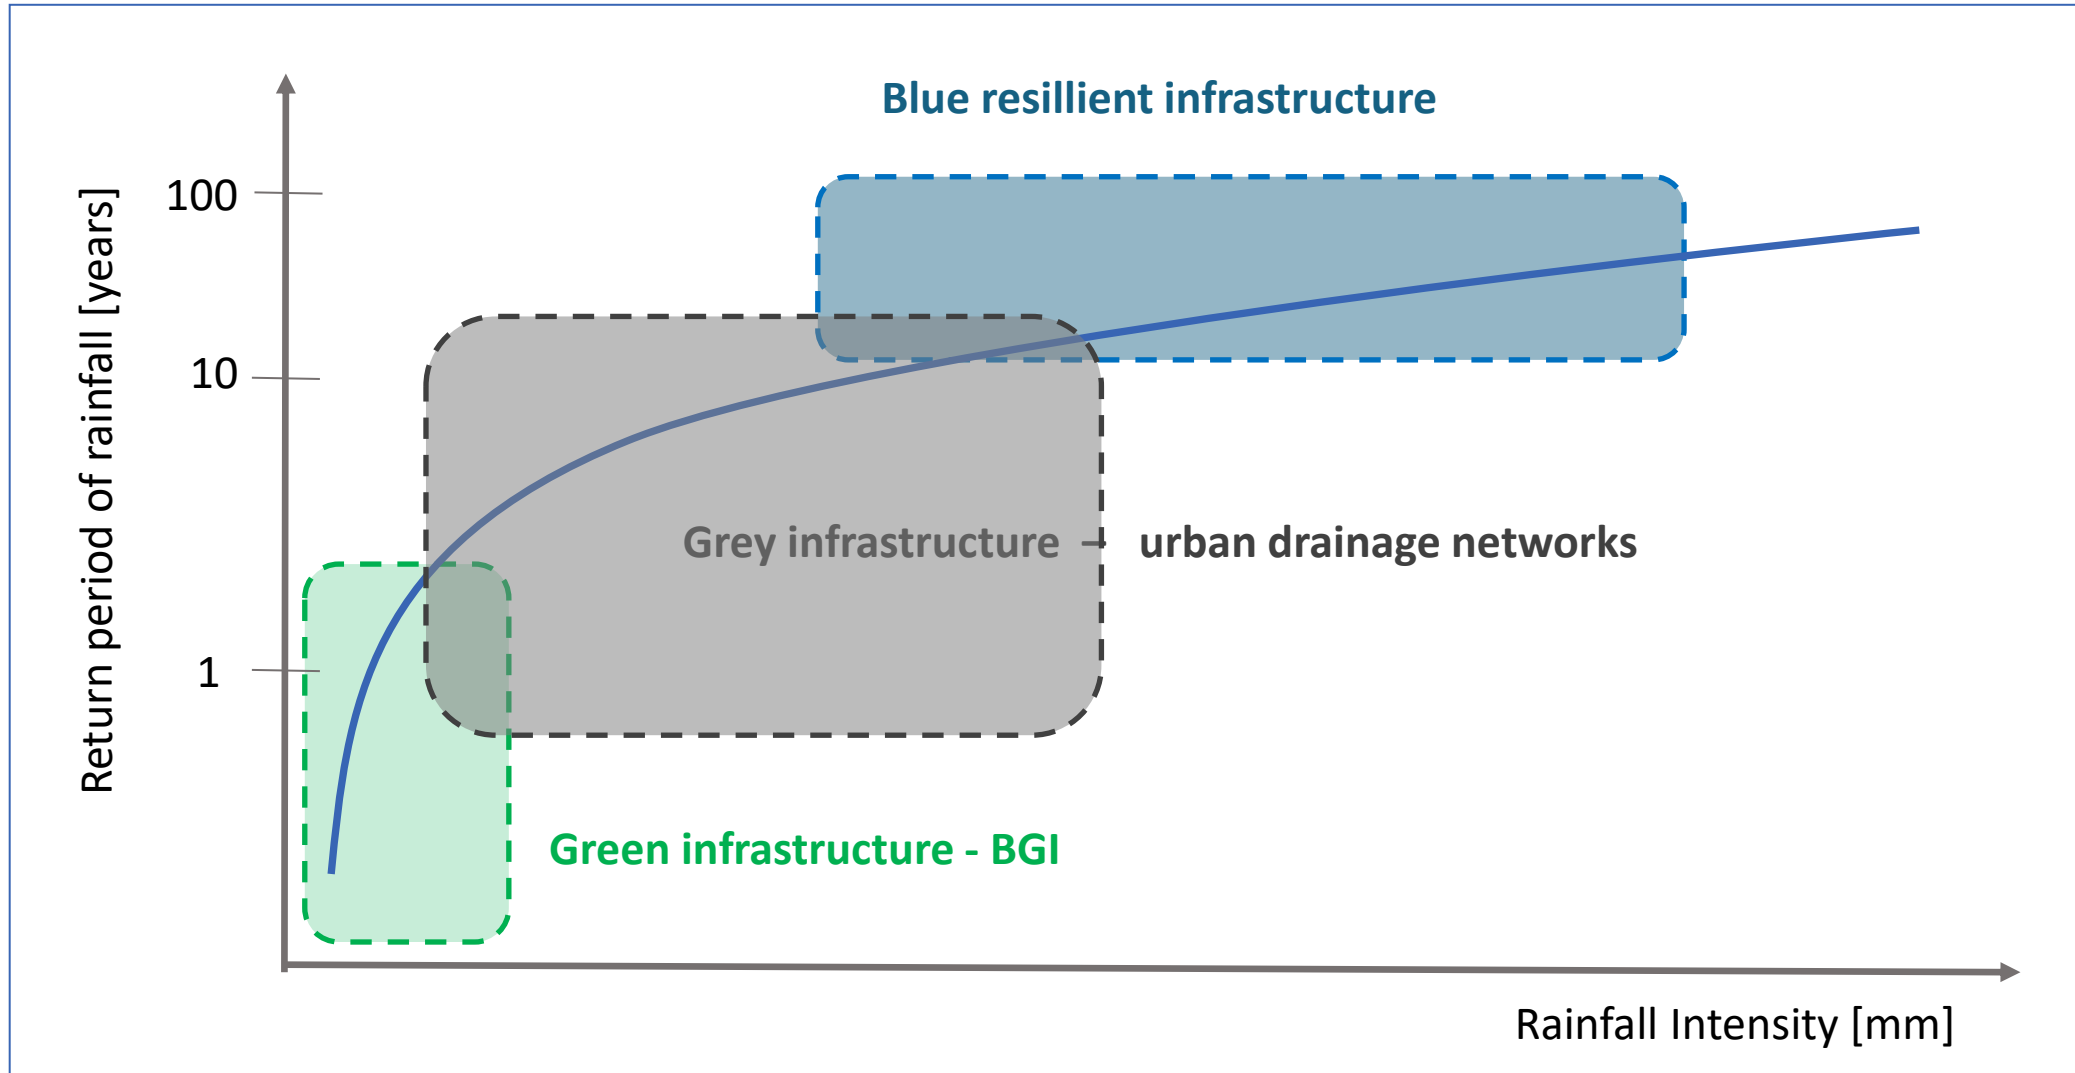 Blue resillient infrastructure
Return period of rainfall [years]
100
10
1
Grey infrastructure – urban drainage networks
Green infrastructure - BGI
Rainfall Intensity [mm]